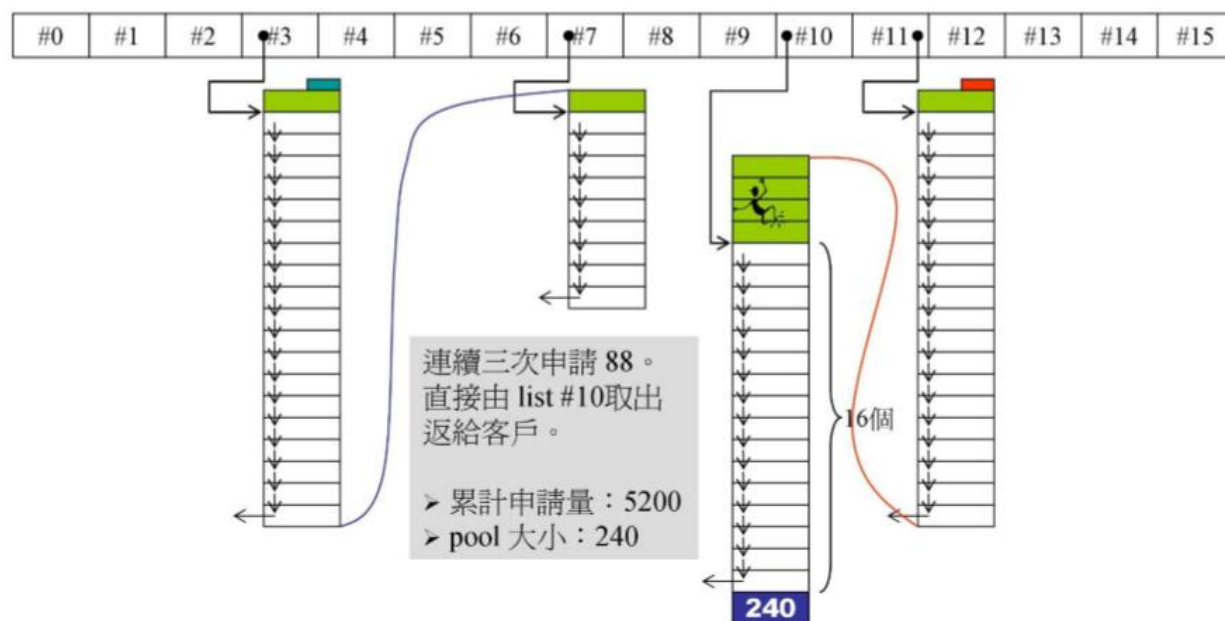 #0 #1 #2 #3 #4 #5 #6 #7 #8 #9 #10 #11 #12 #13 #14 #15
連續三次申請 88。
直接由 list #10取出
返給客戶。
16個
➢ 累計申請量：5200
➢ pool 大小：240
240